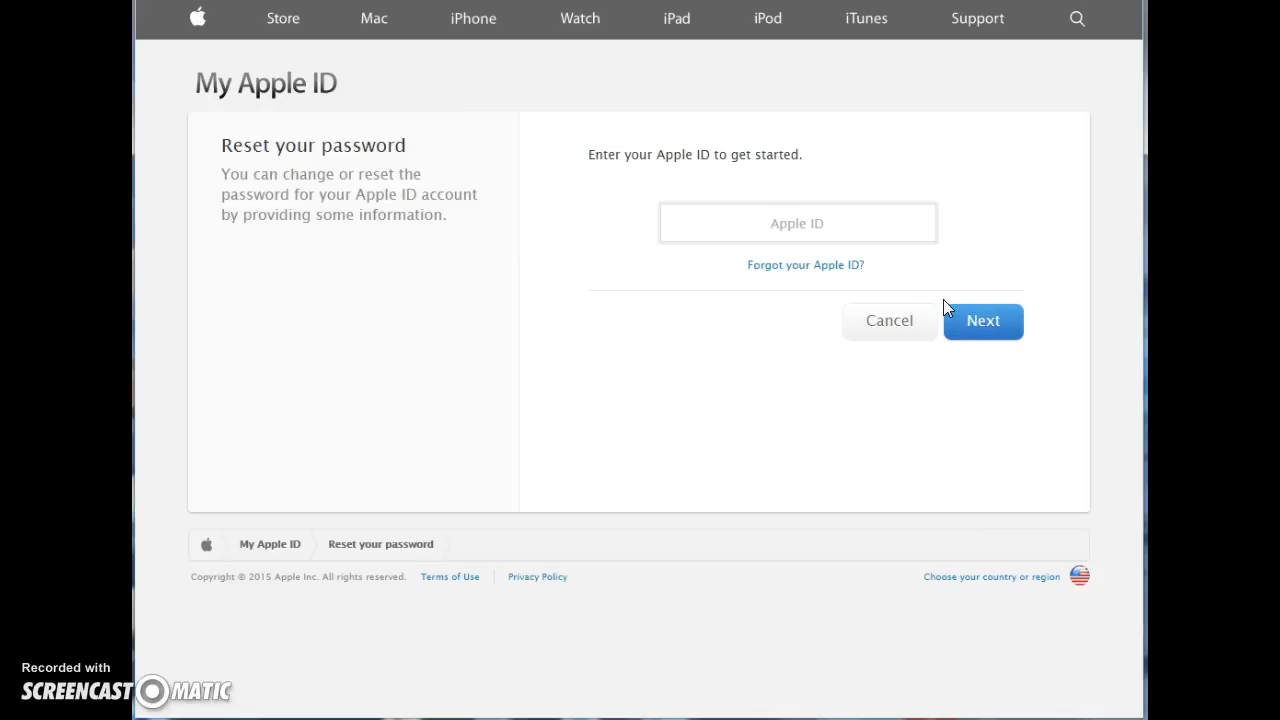 Store Mac iPhone Watch iPad iPod iTunes Support
My Apple ID
Reset your password
You can change or reset the
password for your Apple ID account
by providing some information.
Enter your Apple ID to get started.
Apple ID
Forgot your Apple ID?
Cancel Next
My Apple ID Reset your password
Copyright © 2015 Apple Inc. All rights reserved. Terms of Use Privacy Policy Choose your country or region
Recorded with
SCREENCAST MATIC